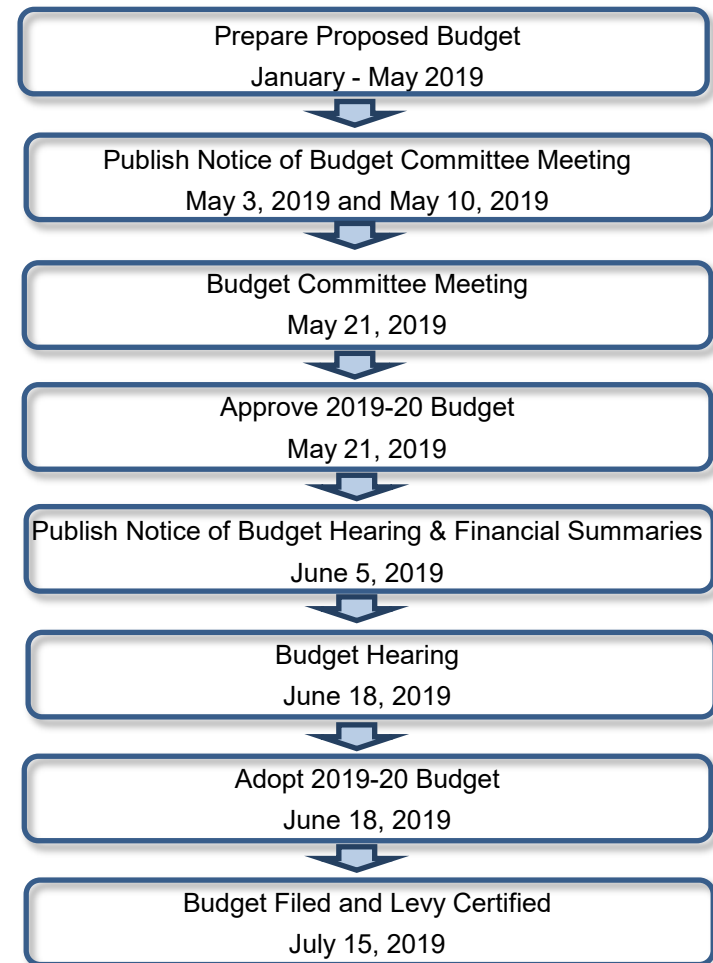 Prepare Proposed Budget
January - May 2019
Publish Notice of Budget Committee Meeting
May 3, 2019 and May 10, 2019
Budget Committee Meeting
May 21, 2019
Approve 2019-20 Budget
May 21, 2019
Publish Notice of Budget Hearing & Financial Summaries
June 5, 2019
Budget Hearing
June 18, 2019
Adopt 2019-20 Budget
June 18, 2019
Budget Filed and Levy Certified
July 15, 2019